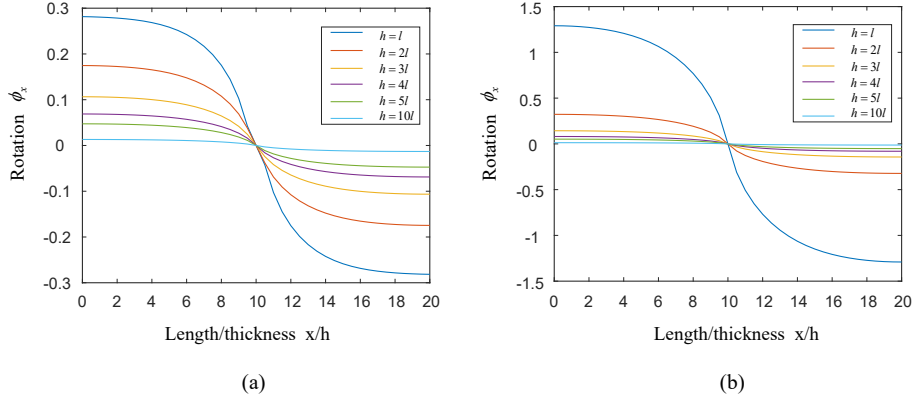 0.3
0.2
0.1
0
-0.1
-0.2
-0.3
Rotation ϕx
0 2 4 6 8 10 12 14 16 18 20
Length/thickness x/h
h = l
h = 2l
h = 3l
h = 4l
h = 5l
h = 10l
(a)
1.5
1
0.5
0
-0.5
-1
-1.5
Rotation ϕx
0 2 4 6 8 10 12 14 16 18 20
Length/thickness x/h
h = l
h = 2l
h = 3l
h = 4l
h = 5l
h = 10l
(b)